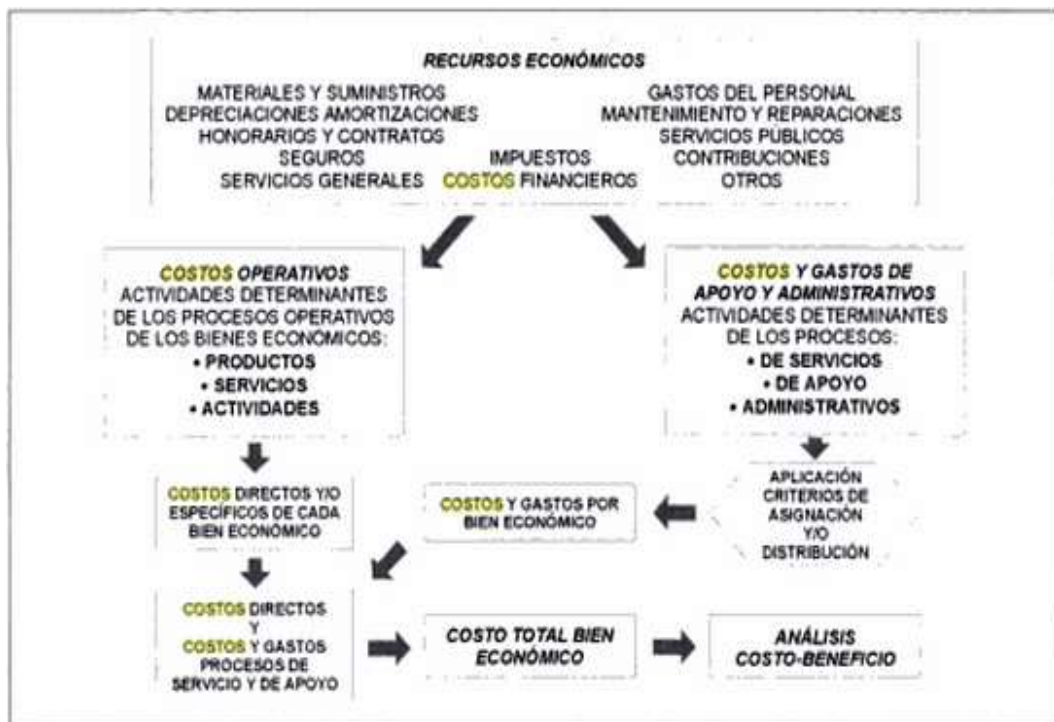 RECURSOS ECONÓMICOS
MATERIALES Y SUMINISTROS
GASTOS DEL PERSONAL
DEPRECIACIONES AMORTIZACIONES
MANTENIMIENTO Y REPARACIONES
HONORARIOS Y CONTRATOS
SERVICIOS PÚBLICOS
SEGUROS
IMPUESTOS
CONTRIBUCIONES
SERVICIOS GENERALES
COSTOS FINANCIEROS
OTROS
COSTOS OPERATIVOS
ACTIVIDADES DETERMINANTES
DE LOS PROCESOS OPERATIVOS
DE LOS BIENES ECONÓMICOS:
• PRODUCTOS
• SERVICIOS
• ACTIVIDADES
COSTOS Y GASTOS DE
APOYO Y ADMINISTRATIVOS
ACTIVIDADES DETERMINANTES
DE LOS PROCESOS:
• DE SERVICIOS
• DE APOYO
• ADMINISTRATIVOS
COSTOS DIRECTOS Y/O
ESPECÍFICOS DE CADA
BIEN ECONÓMICO
COSTOS Y GASTOS POR
BIEN ECONÓMICO
APLICACIÓN
CRITERIOS DE
ASIGNACIÓN
Y/O
DISTRIBUCIÓN
COSTOS DIRECTOS
Y
COSTOS Y GASTOS
PROCESOS DE
SERVICIO Y DE APOYO
COSTO TOTAL BIEN
ECONÓMICO
ANÁLISIS
COSTO-BENEFICIO